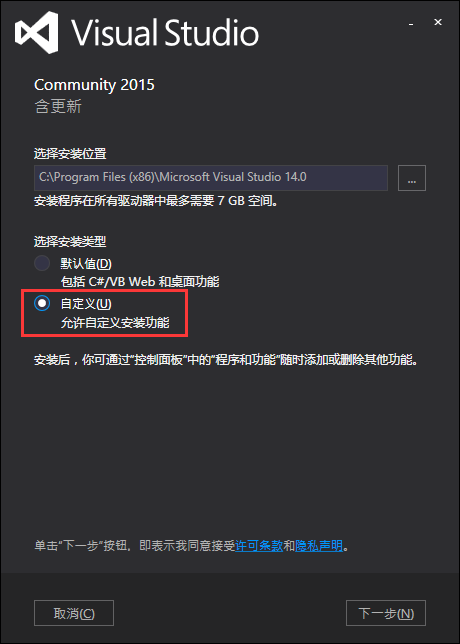 Visual Studio
Community 2015
含更新
选择安装位置
C:\Program Files (x86)\Microsoft Visual Studio 14.0
...
安装程序在所有驱动器中最多需要 7 GB 空间。
选择安装类型
默认值(D)
包括 C#/VB Web 和桌面功能
自定义(U)
允许自定义安装功能
安装后，你可通过“控制面板”中的“程序和功能”随时添加或删除其他功能。
单击“下一步”按钮，即表示我同意接受许可条款和隐私声明。
取消(C)
下一步(N)